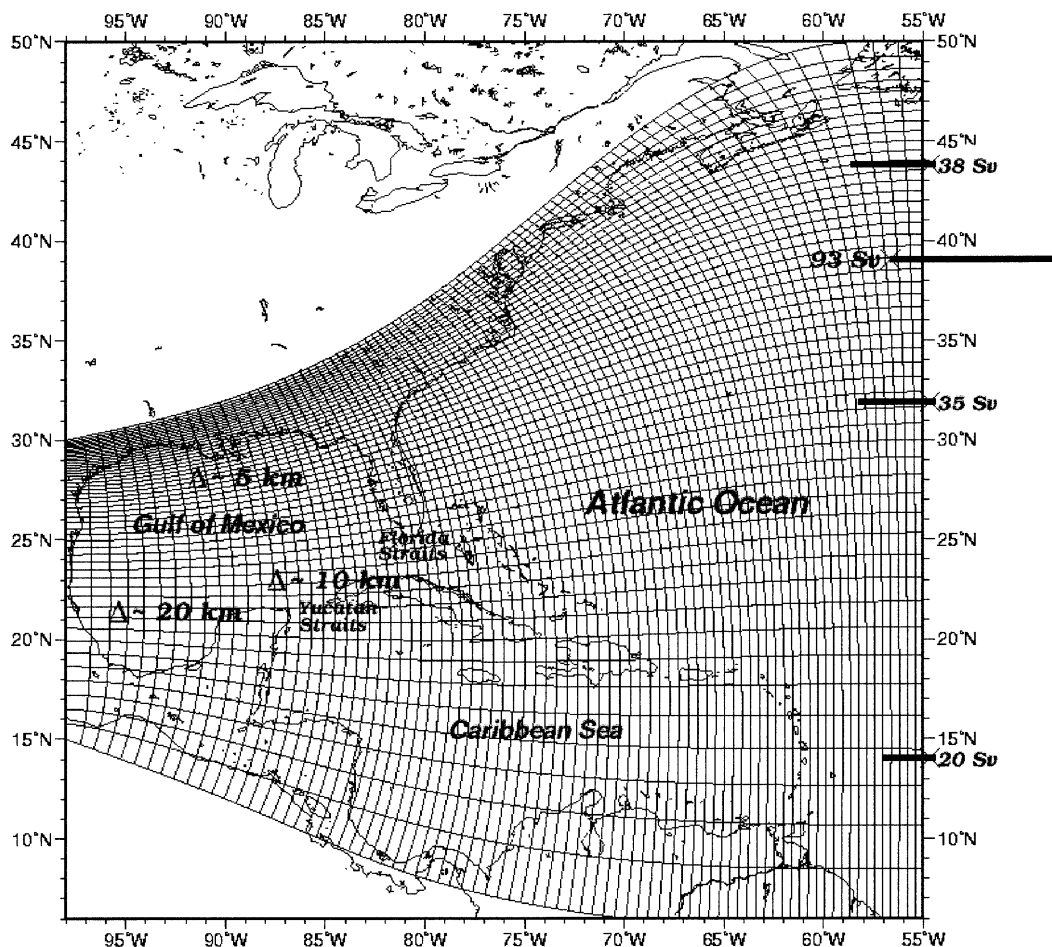 95°W 90°W 85°W 80°W 75°W 70°W 65°W 60°W 55°W
50°N 50°N
45°N 45°N
38 Sv
40°N 40°N
93 Sv
35°N 35°N
35 Sv
30°N 30°N
Δ~ 5 km
Atlantic Ocean
Gulf of Mexico
25°N 25°N
Florida
Straits
Δ~ 10 km
Δ~ 20 km
Yucatan
Straits
20°N 20°N
Caribbean Sea
15°N 15°N
20 Sv
10°N 10°N
95°W 90°W 85°W 80°W 75°W 70°W 65°W 60°W 55°W